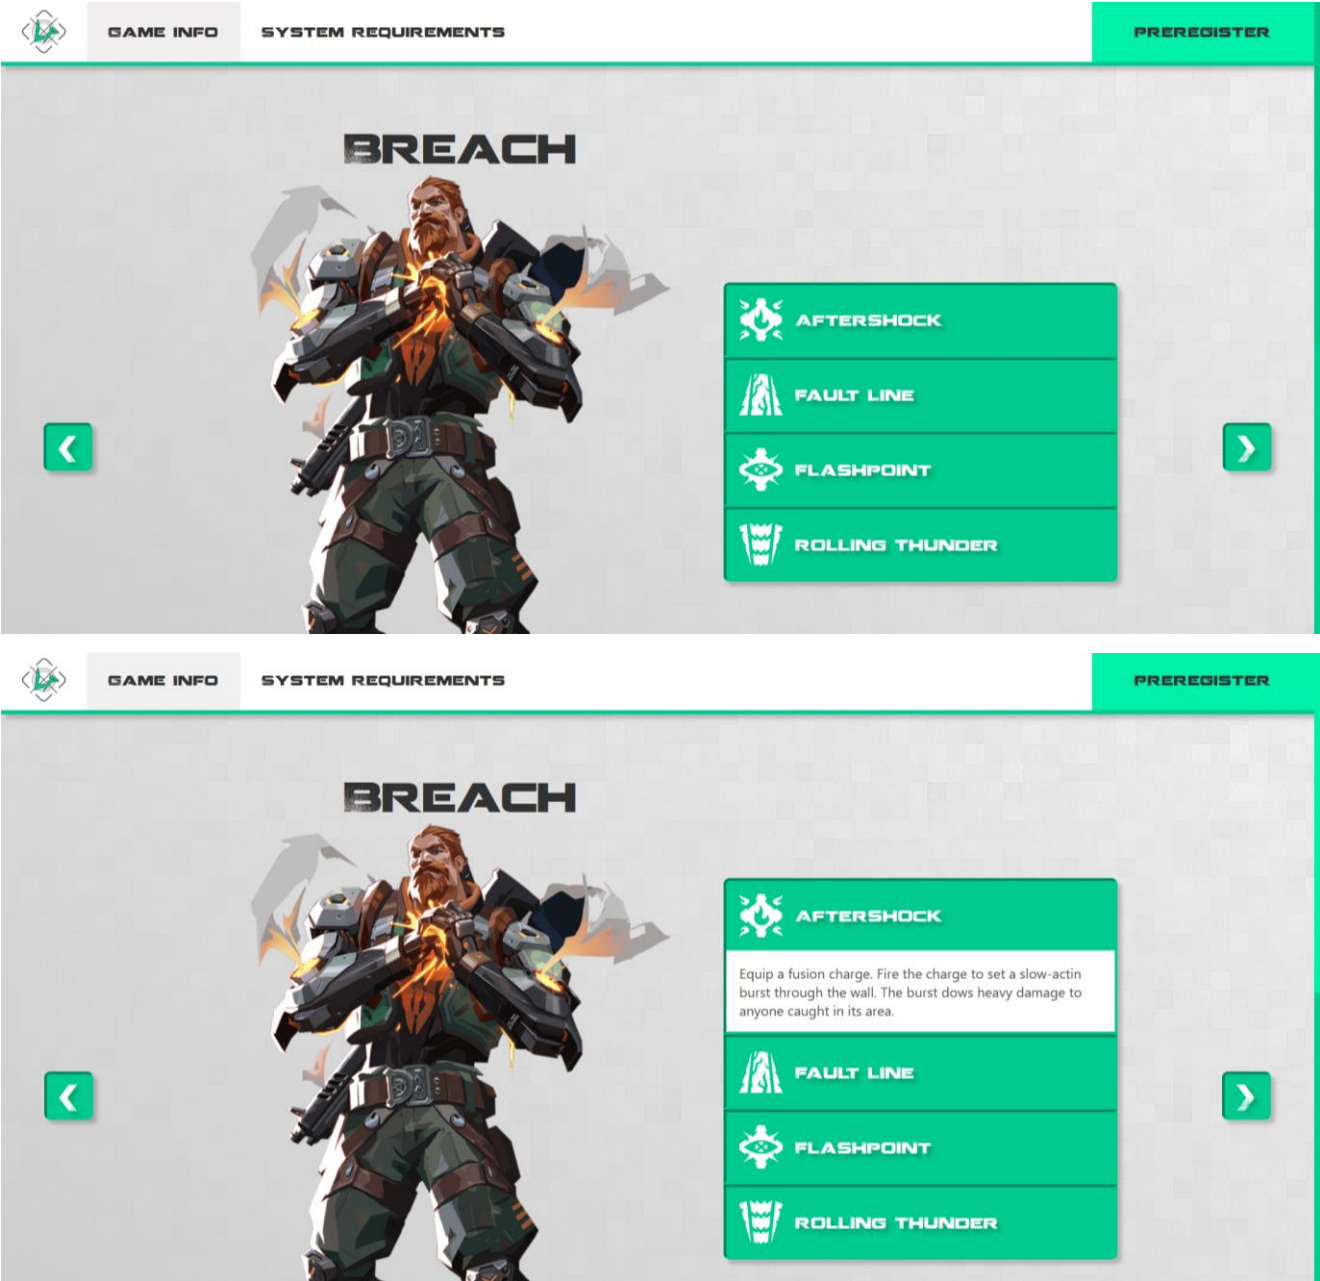 GAME INFO SYSTEM REQUIREMENTS PREREGISTER
BREACH
AFTERSHOCK
FAULT LINE
FLASHPOINT
ROLLING THUNDER
GAME INFO SYSTEM REQUIREMENTS PREREGISTER
BREACH
AFTERSHOCK
Equip a fusion charge. Fire the charge to set a slow-actin
burst through the wall. The burst dows heavy damage to
anyone caught in its area.
FAULT LINE
FLASHPOINT
ROLLING THUNDER